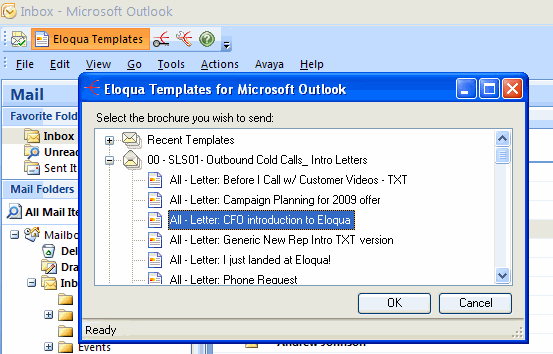 Inbox - Microsoft Outlook
Eloqua Templates
File Edit View Go Tools Actions Avaya Help
Mail
Favorite Fold
Inbox
Unrea
Sent It
Mail Folders
All Mail Ite
Mailbo
Del
Dra
Inb
Events
Eloqua Templates for Microsoft Outlook
Select the brochure you wish to send:
Recent Templates
00 - SLS01- Outbound Cold Calls_ Intro Letters
All - Letter: Before I Call w/ Customer Videos - TXT
All - Letter: Campaign Planning for 2009 offer
All - Letter: CFO introduction to Eloqua
All - Letter: Generic New Rep Intro TXT version
All - Letter: I just landed at Eloqua!
All - Letter: Phone Request
OK Cancel
Ready
Andrew Johnson